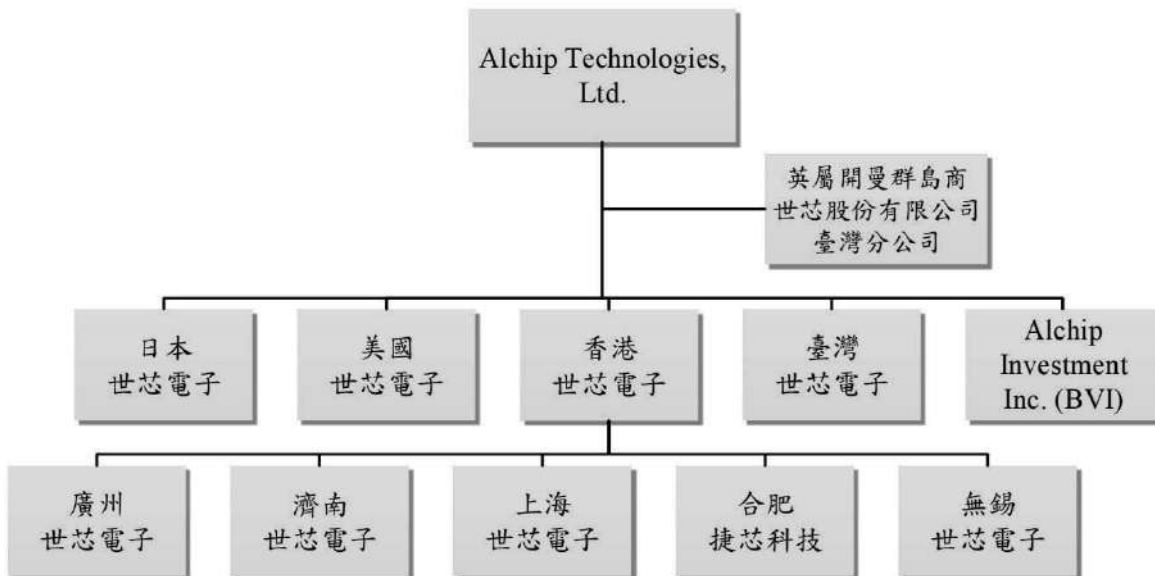 Alchip Technologies,
Ltd.
英屬開曼群島商
世芯股份有限公司
臺灣分公司
日本
世芯電子
美國
世芯電子
香港
世芯電子
臺灣
世芯電子
Alchip
Investment
Inc. (BVI)
廣州
世芯電子
濟南
世芯電子
上海
世芯電子
合肥
捷芯科技
無錫
世芯電子